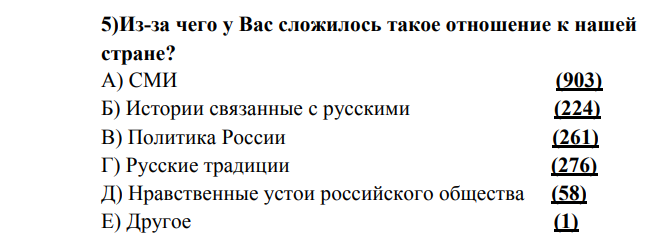 5)Из-за чего у Вас сложилось такое отношение к нашей
стране?
А) СМИ (903)
Б) Истории связанные с русскими (224)
В) Политика России (261)
Г) Русские традиции (276)
Д) Нравственные устои российского общества (58)
Е) Другое (1)